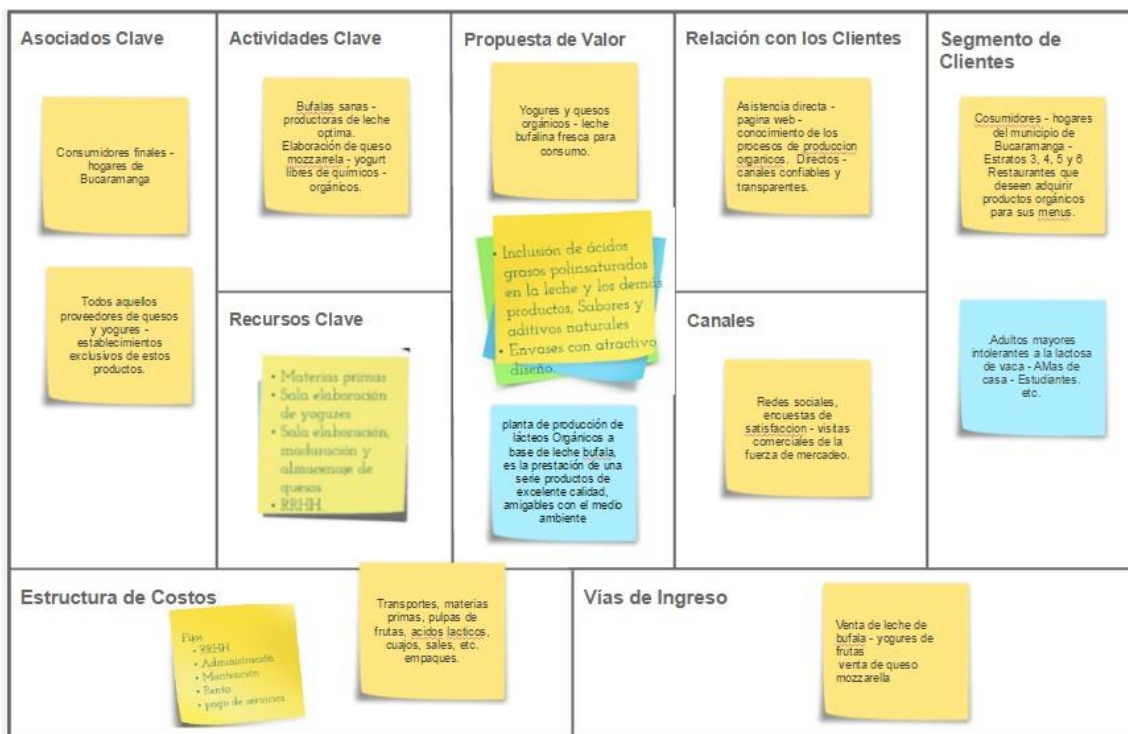 Asociados Clave
Consumidores finales -
hogares de
Bucaramanga
Todos aquellos
proveedores de quesos
y yogures -
establecimientos
exclusivos de estos
productos.
Actividades Clave
Bufalas sanas -
productoras de leche
optima.
Elaboración de queso
mozzarrela - yogurt
libres de químicos -
orgánicos.
Recursos Clave
• Materias primas
• Sala elaboración
de yogures
• Sala elaboración,
maduración y
almacenaje de
quesos
• RRHH.
Propuesta de Valor
Yogures y quesos
orgánicos - leche
bufalina fresca para
consumo.
• Inclusión de ácidos
grasos polinsaturados
en la leche y los demás
productos, Sabores y
aditivos naturales
• Envases con atractivo
diseño.
planta de producción de
lácteos Orgánicos a
base de leche bufala,
es la prestación de una
serie productos de
excelente calidad,
amigables con el medio
ambiente
Relación con los Clientes
Asistencia directa -
pagina web -
conocimiento de los
procesos de produccion
organicos. Directos -
canales confiables y
transparentes.
Canales
Redes sociales,
encuestas de
satisfaccion - visitas
comerciales de la
fuerza de mercadeo.
Segmento de
Clientes
Cosumidores - hogares
del municipio de
Bucaramanga -
Estratos 3, 4, 5 y 6
Restaurantes que
deseen adquirir
productos orgánicos
para sus menus.
Adultos mayores
intolerantes a la lactosa
de vaca - AMas de
casa - Estudiantes.
etc.
Estructura de Costos
Fijos
• RRHH
• Administración
• Mantención
• Renta
• pago de servicios
Transportes, materias
primas, pulpas de
frutas, acidos lacticos,
cuajos, sales, etc.
empaques.
Vías de Ingreso
Venta de leche de
bufala - yogures de
frutas
venta de queso
mozzarella